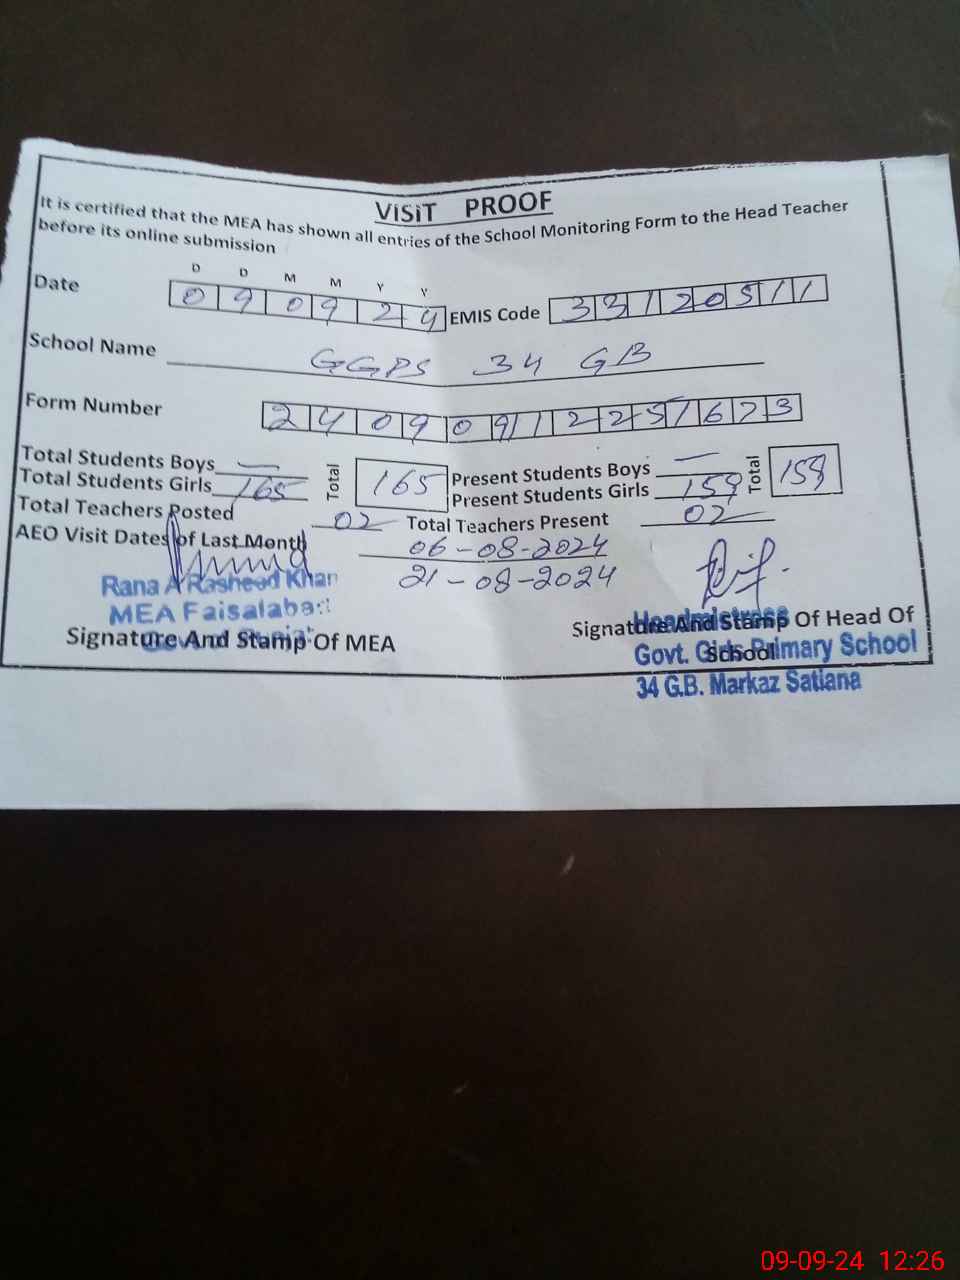 ViSiT PROOF
It is certified that the MEA has shown all entries of the School Monitoring Form to the Head Teacher
before its online submission
D D M M Y Y
Date 0 9 0 9 2 4 EMIS Code 3 3 1 2 0 5 1 1
School Name GGPS 34 GB
Form Number 2 4 0 9 0 9 1 2 2 5 1 6 7 3
Total Students Boys — Total 165 Present Students Boys — Total 159
Total Students Girls 165 Present Students Girls 159
Total Teachers Posted 02 Total Teachers Present 02
AEO Visit Dates of Last Month 06-08-2024
21-08-2024
Rana A Rasheed Khan
MEA Faisalabad
Signature And Stamp Of MEA
Headmistress
Signature And Stamp Of Head Of
School
Govt. Girls Primary School
34 G.B. Markaz Satiana
09-09-24 12:26